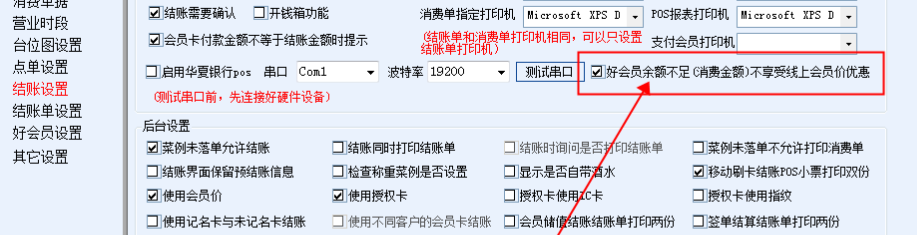 消费单据
营业时段
台位图设置
点单设置
结账设置
结账单设置
好会员设置
其它设置
结账需要确认 开钱箱功能 消费单指定打印机 Microsoft XPS D POS报表打印机 Microsoft XPS D
会员卡付款金额不等于结账金额时提示 (结账单和消费单打印机相同,可以只设置 支付会员打印机
结账单打印机)
启用华夏银行pos 串口 Com1 波特率 19200 测试串口 好会员余额不足(消费金额)不享受线上会员价优惠
(测试串口前,先连接好硬件设备)
后台设置
菜例未落单允许结账 结账同时打印结账单 结账时询问是否打印结账单 菜例未落单不允许打印消费单
结账界面保留预结账信息 检查称重菜例是否设置 显示是否自带酒水 移动刷卡结账POS小票打印双份
使用会员价 使用授权卡 授权卡使用IC卡 授权卡使用指纹
使用记名卡与未记名卡结账 使用不同客户的会员卡结账 会员储值结账结账单打印两份 签单结算结账单打印两份